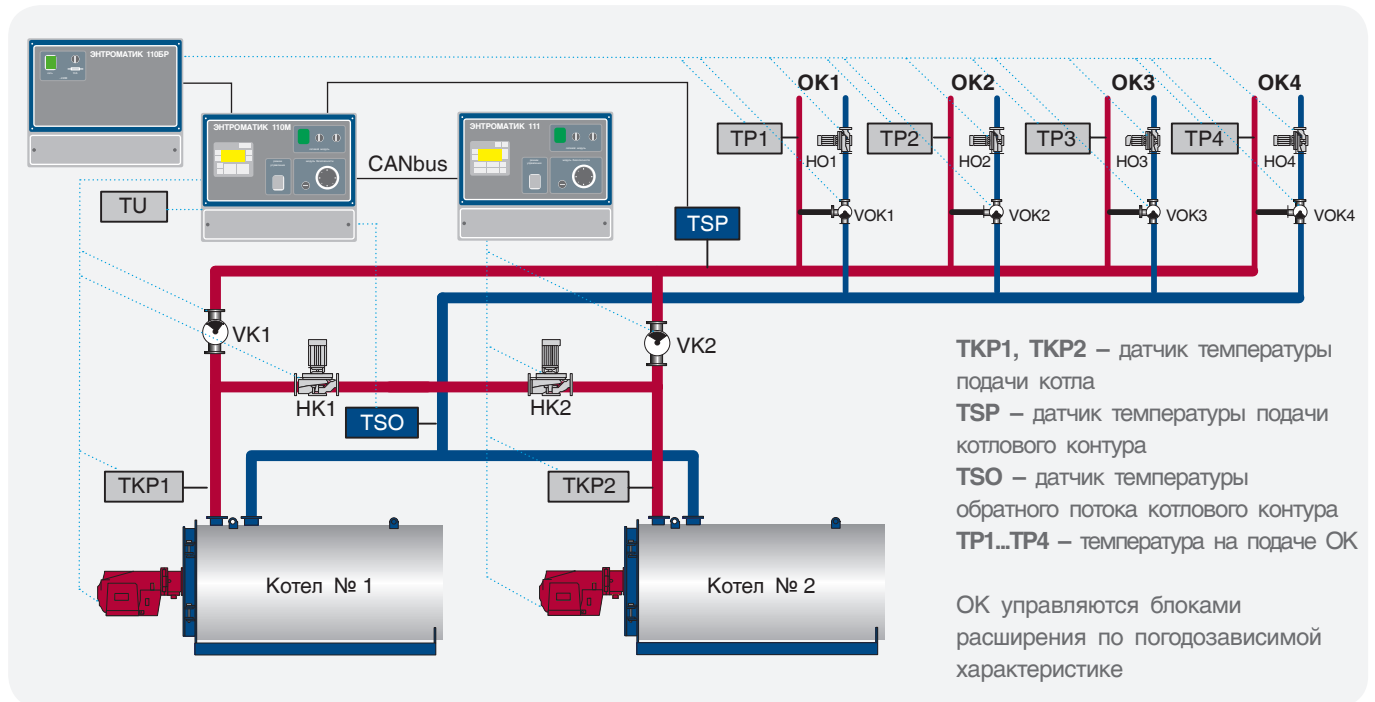 ЭНТРОМАТИК 110БР
ЭНТРОМАТИК 110М
ЭНТРОМАТИК 111
CANbus
TU
TSP
OK1
OK2
OK3
OK4
TP1
TP2
TP3
TP4
HO1
HO2
HO3
HO4
VOK1
VOK2
VOK3
VOK4
VK1
VK2
HK1
HK2
TSO
TKP1
TKP2
Котел № 1
Котел № 2
TKP1, TKP2 – датчик температуры
подачи котла
TSP – датчик температуры подачи
котлового контура
TSO – датчик температуры
обратного потока котлового контура
TP1...TP4 – температура на подаче ОК
ОК управляются блоками
расширения по погодозависимой
характеристике